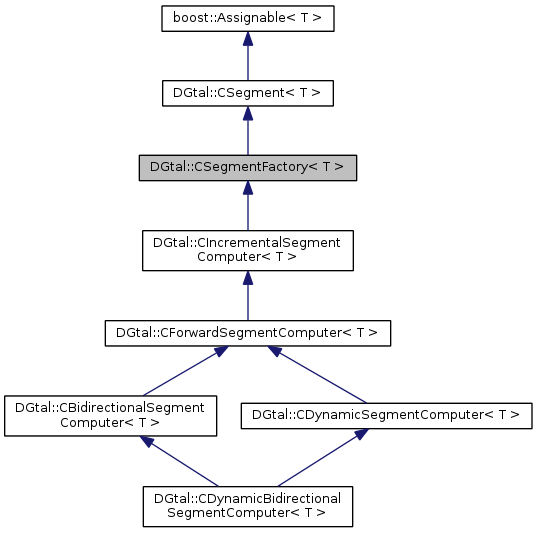 boost::Assignable< T >
DGtal::CSegment< T >
DGtal::CSegmentFactory< T >
DGtal::CIncrementalSegment
Computer< T >
DGtal::CForwardSegmentComputer< T >
DGtal::CBidirectionalSegment
Computer< T >
DGtal::CDynamicSegmentComputer< T >
DGtal::CDynamicBidirectional
SegmentComputer< T >